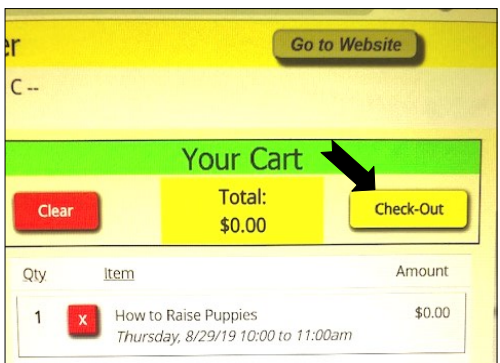 er
Go to Website
C --
Your Cart
Clear
Total:
$0.00
Check-Out
Qty Item Amount
1 X How to Raise Puppies $0.00
Thursday, 8/29/19 10:00 to 11:00am